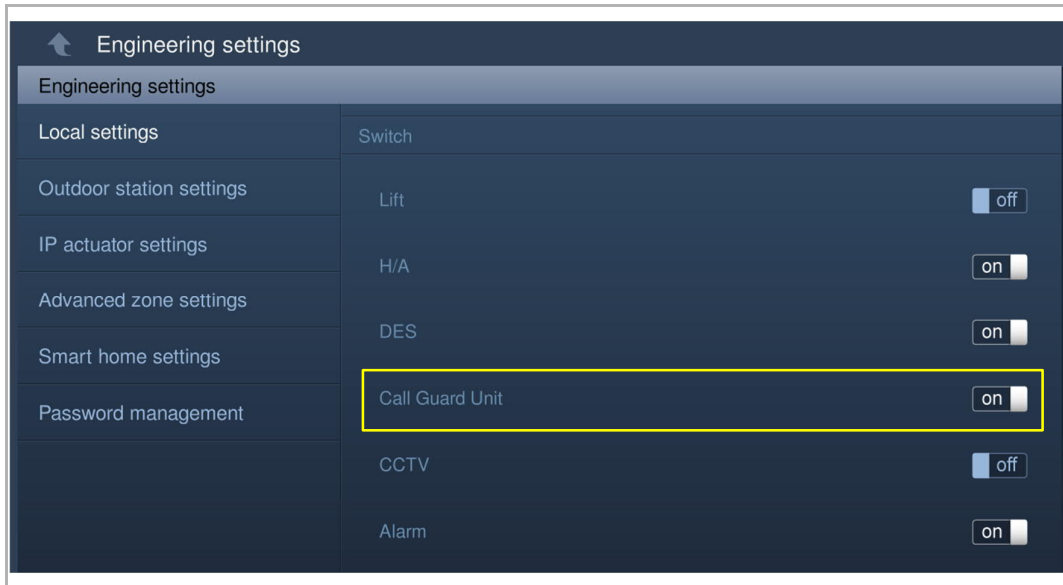 Engineering settings
Engineering settings
Local settings
Outdoor station settings
IP actuator settings
Advanced zone settings
Smart home settings
Password management
Switch
Lift off
H/A on
DES on
Call Guard Unit on
CCTV off
Alarm on